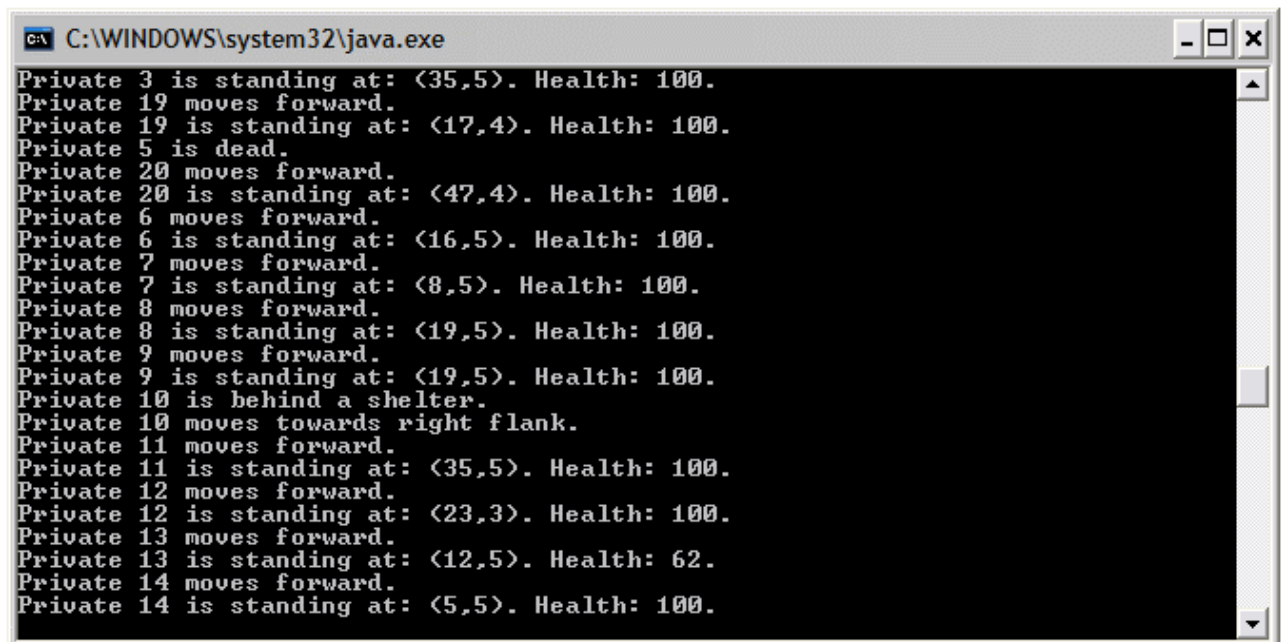 C:\WINDOWS\system32\java.exe
Private 3 is standing at: (35,5). Health: 100.
Private 19 moves forward.
Private 19 is standing at: (17,4). Health: 100.
Private 5 is dead.
Private 20 moves forward.
Private 20 is standing at: (47,4). Health: 100.
Private 6 moves forward.
Private 6 is standing at: (16,5). Health: 100.
Private 7 moves forward.
Private 7 is standing at: (8,5). Health: 100.
Private 8 moves forward.
Private 8 is standing at: (19,5). Health: 100.
Private 9 moves forward.
Private 9 is standing at: (19,5). Health: 100.
Private 10 is behind a shelter.
Private 10 moves towards right flank.
Private 11 moves forward.
Private 11 is standing at: (35,5). Health: 100.
Private 12 moves forward.
Private 12 is standing at: (23,3). Health: 100.
Private 13 moves forward.
Private 13 is standing at: (12,5). Health: 62.
Private 14 moves forward.
Private 14 is standing at: (5,5). Health: 100.